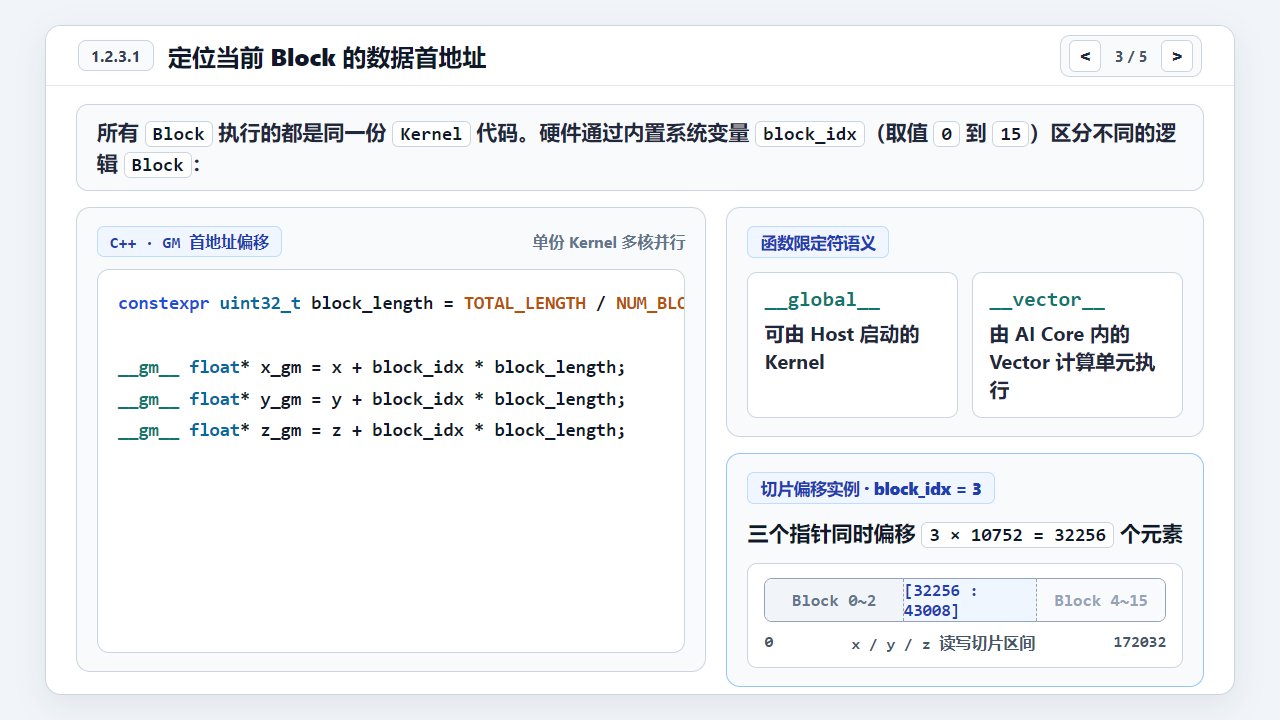 1.2.3.1
定位当前 Block 的数据首地址
< 3 / 5 >
所有 Block 执行的都是同一份 Kernel 代码。硬件通过内置系统变量 block_idx（取值 0 到 15）区分不同的逻
辑 Block：
C++ · GM 首地址偏移
单份 Kernel 多核并行
constexpr uint32_t block_length = TOTAL_LENGTH / NUM_BLO
__gm__ float* x_gm = x + block_idx * block_length;
__gm__ float* y_gm = y + block_idx * block_length;
__gm__ float* z_gm = z + block_idx * block_length;
函数限定符语义
__global__
可由 Host 启动的
Kernel
__vector__
由 AI Core 内的
Vector 计算单元执
行
切片偏移实例 · block_idx = 3
三个指针同时偏移 3 × 10752 = 32256 个元素
Block 0~2
[32256 :
43008]
Block 4~15
0
x / y / z 读写切片区间
172032